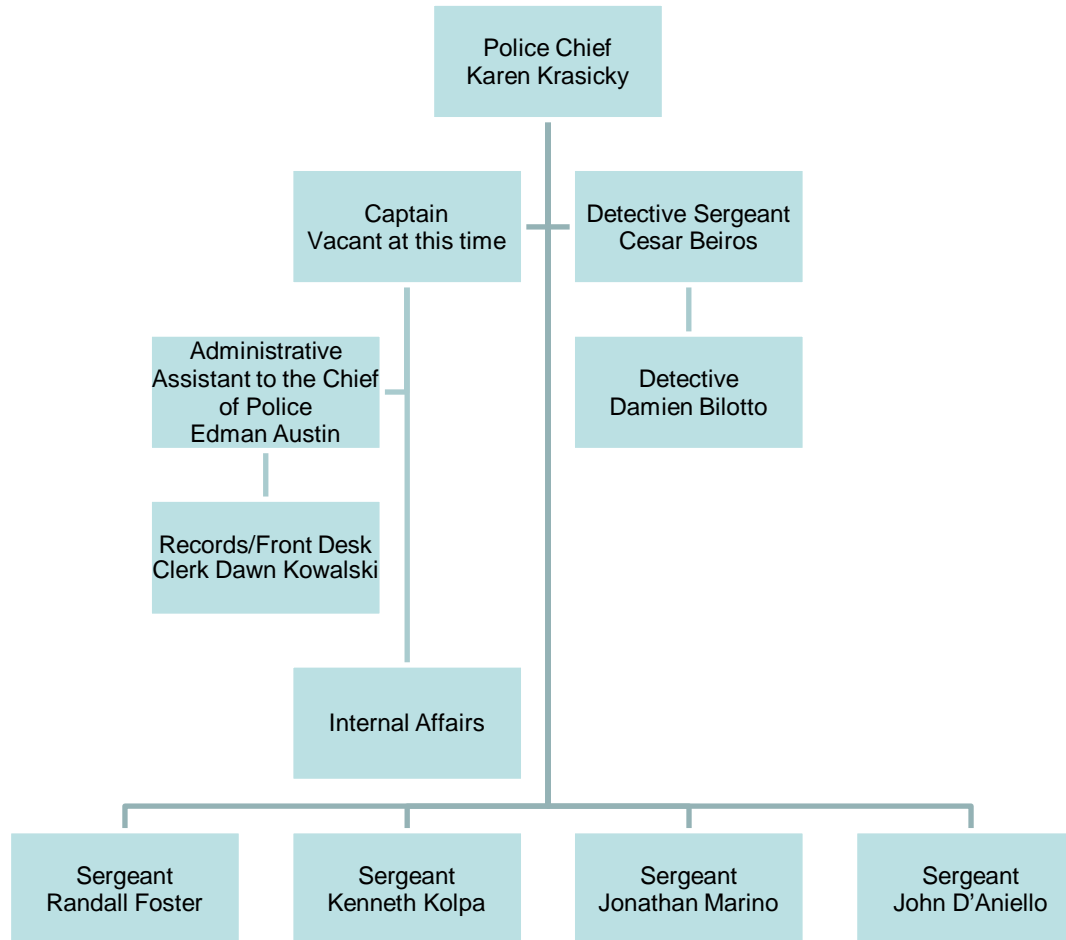 Police Chief
Karen Krasicky
Captain
Vacant at this time
Detective Sergeant
Cesar Beiros
Administrative
Assistant to the Chief
of Police
Edman Austin
Detective
Damien Bilotto
Records/Front Desk
Clerk Dawn Kowalski
Internal Affairs
Sergeant
Randall Foster
Sergeant
Kenneth Kolpa
Sergeant
Jonathan Marino
Sergeant
John D’Aniello